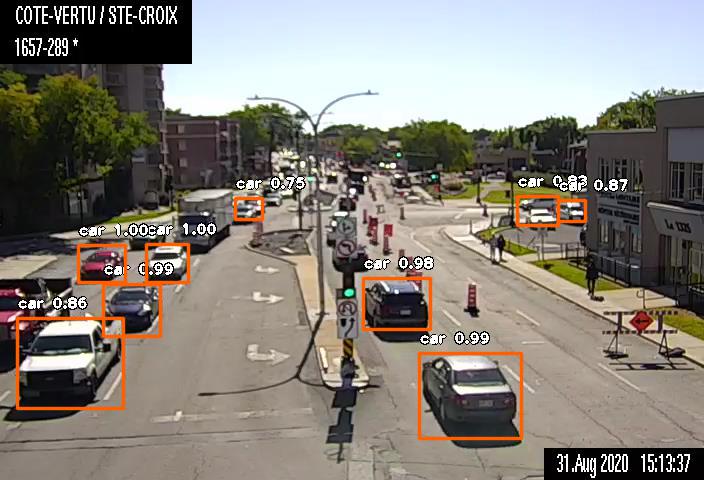 COTE-VERTU / STE-CROIX
1657-289 *
car 0.75
car 0.83
car 0.87
car 1.00
car 1.00
car 0.99
car 0.98
car 0.86
car 0.99
31.Aug 2020 15:13:37